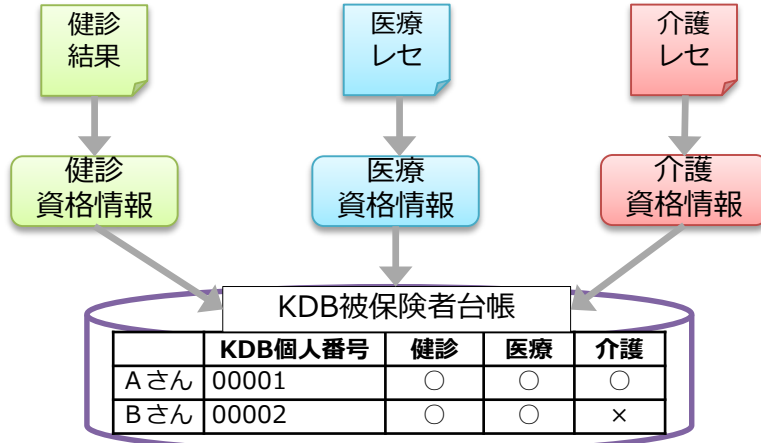 健診
結果
医療
レセ
介護
レセ
健診
資格情報
医療
資格情報
介護
資格情報
KDB被保険者台帳
KDB個人番号 健診 医療 介護
Aさん 00001 ○ ○ ○
Bさん 00002 ○ ○ ×